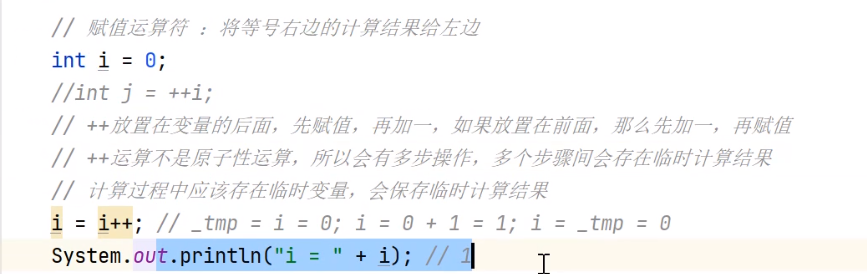 // 赋值运算符 ：将等号右边的计算结果给左边
int i = 0;
//int j = ++i;
// ++放置在变量的后面，先赋值，再加一，如果放置在前面，那么先加一，再赋值
// ++运算不是原子性运算，所以会有多步操作，多个步骤间会存在临时计算结果
// 计算过程中应该存在临时变量，会保存临时计算结果
i = i++; // _tmp = i = 0; i = 0 + 1 = 1; i = _tmp = 0
System.out.println("i = " + i); // 1